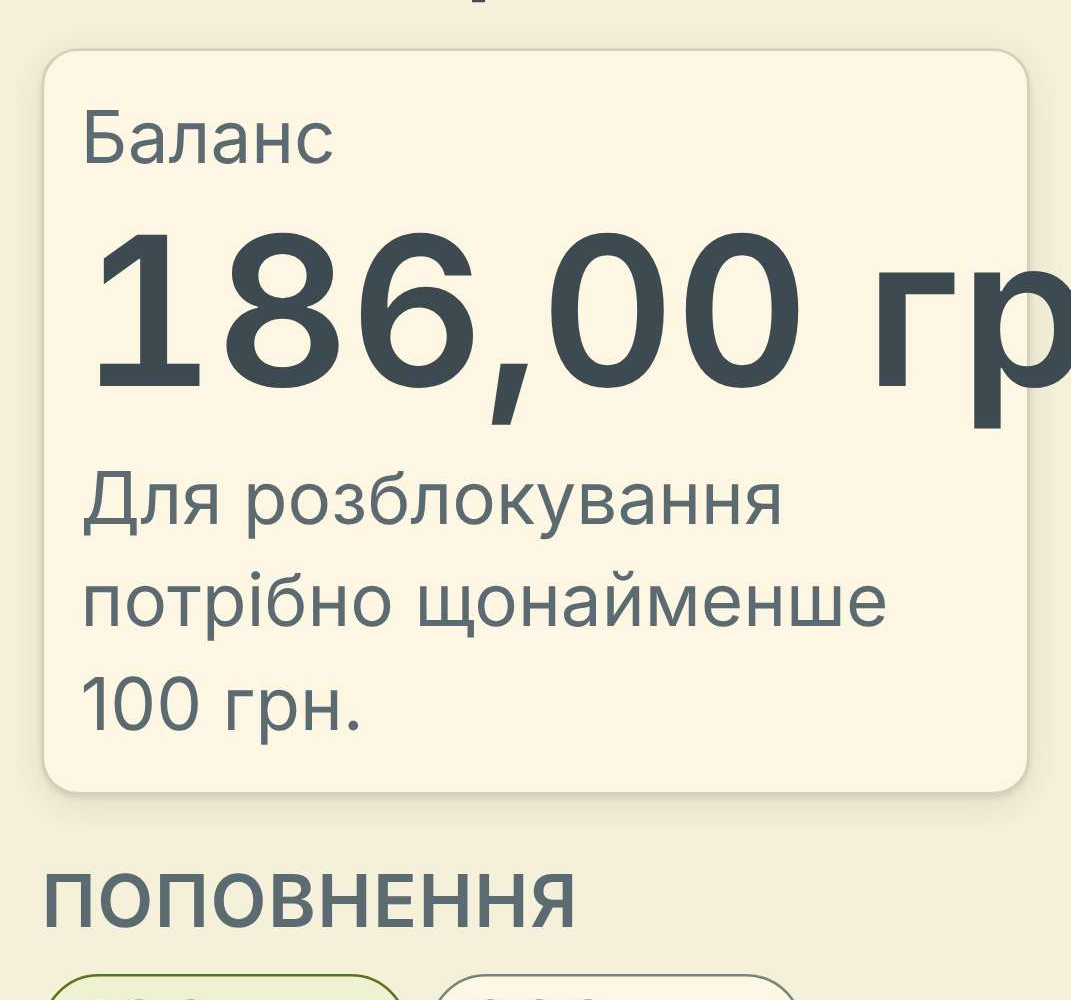 Баланс
186,00 гр
Для розблокування
потрібно щонайменше
100 грн.
ПОПОВНЕННЯ